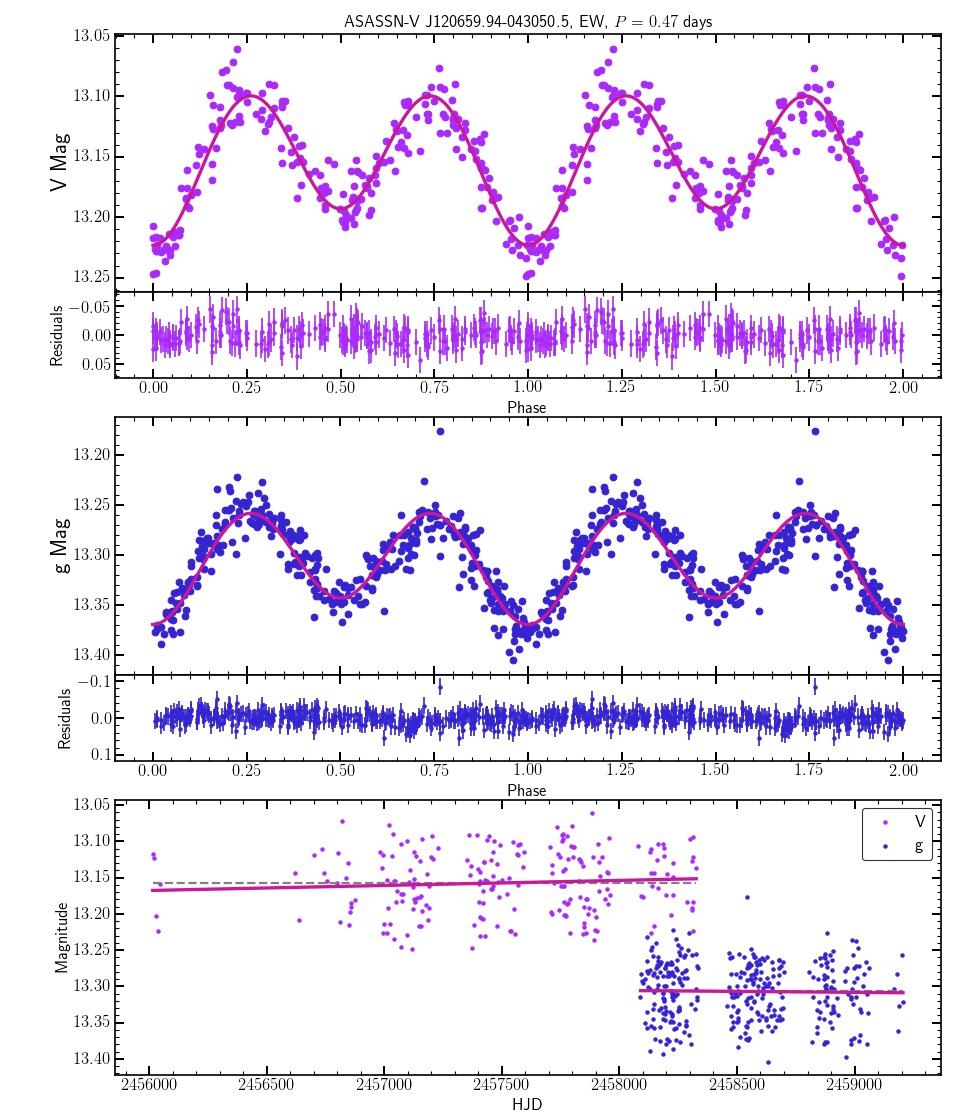 ASASSN-V J120659.94-043050.5, EW, P = 0.47 days
13.05
13.10
13.15
13.20
13.25
V Mag
−0.05
0.00
0.05
Residuals
0.00 0.25 0.50 0.75 1.00 1.25 1.50 1.75 2.00
Phase
13.20
13.25
13.30
13.35
13.40
g Mag
−0.1
0.0
0.1
Residuals
0.00 0.25 0.50 0.75 1.00 1.25 1.50 1.75 2.00
Phase
13.05
13.10
13.15
13.20
13.25
13.30
13.35
13.40
Magnitude
V
g
2456000 2456500 2457000 2457500 2458000 2458500 2459000
HJD